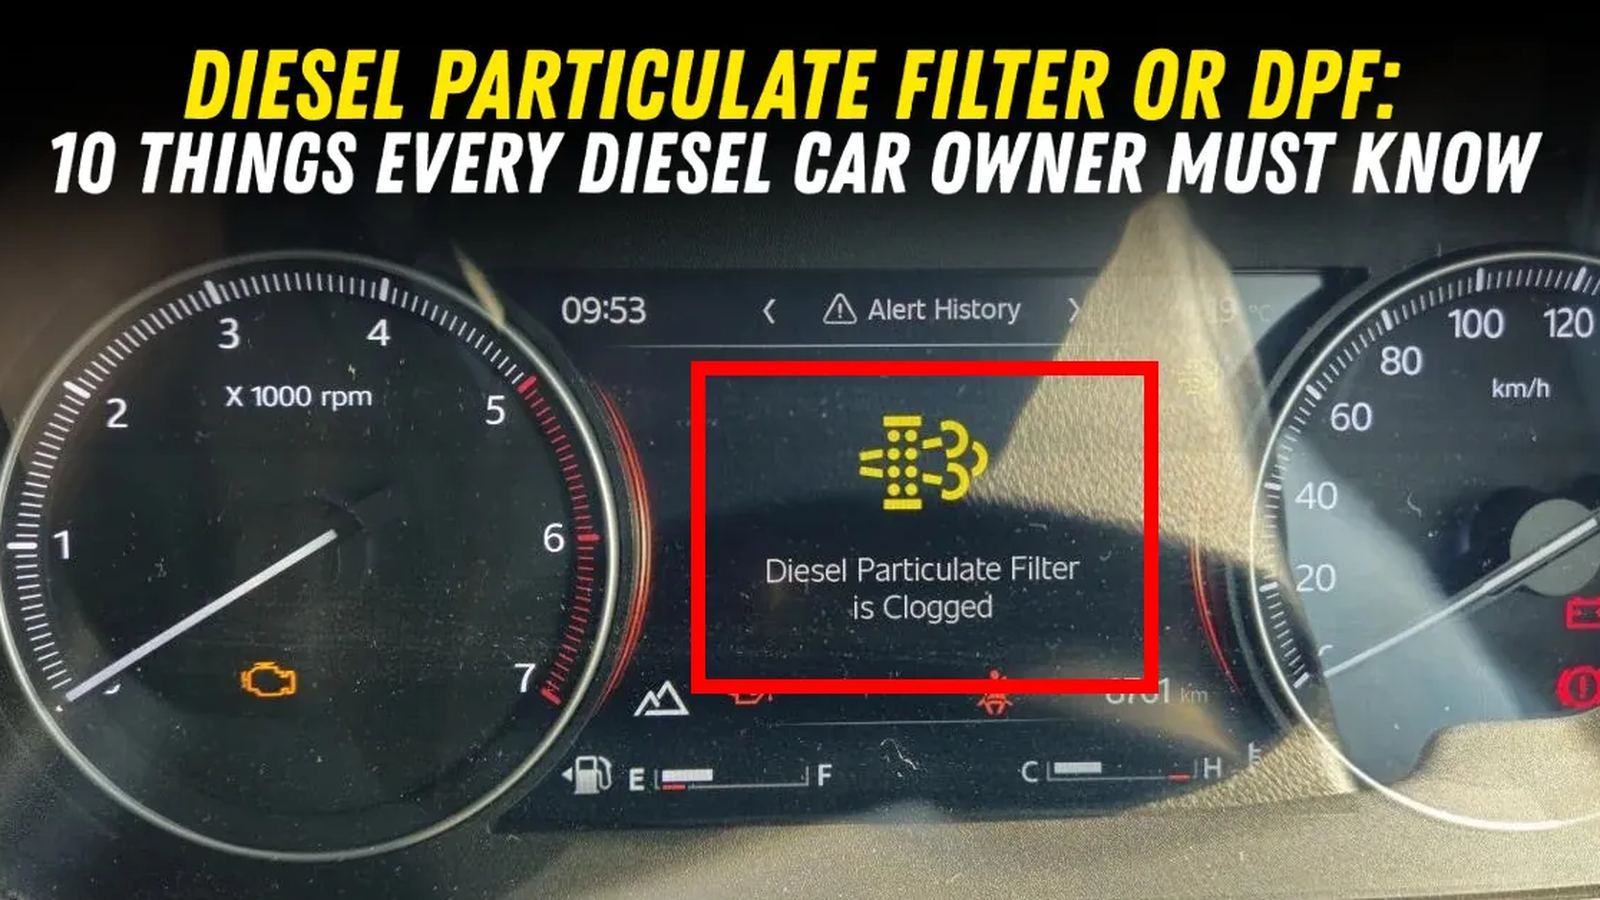 DIESEL PARTICULATE FILTER OR DPF:
10 THINGS EVERY DIESEL CAR OWNER MUST KNOW
09:53 < Alert History >
3 4
100 120
80
2 X 1000 rpm 5
km/h
60
40
1 6
Diesel Particulate Filter
20
is Clogged
7
8701 km
E F C H